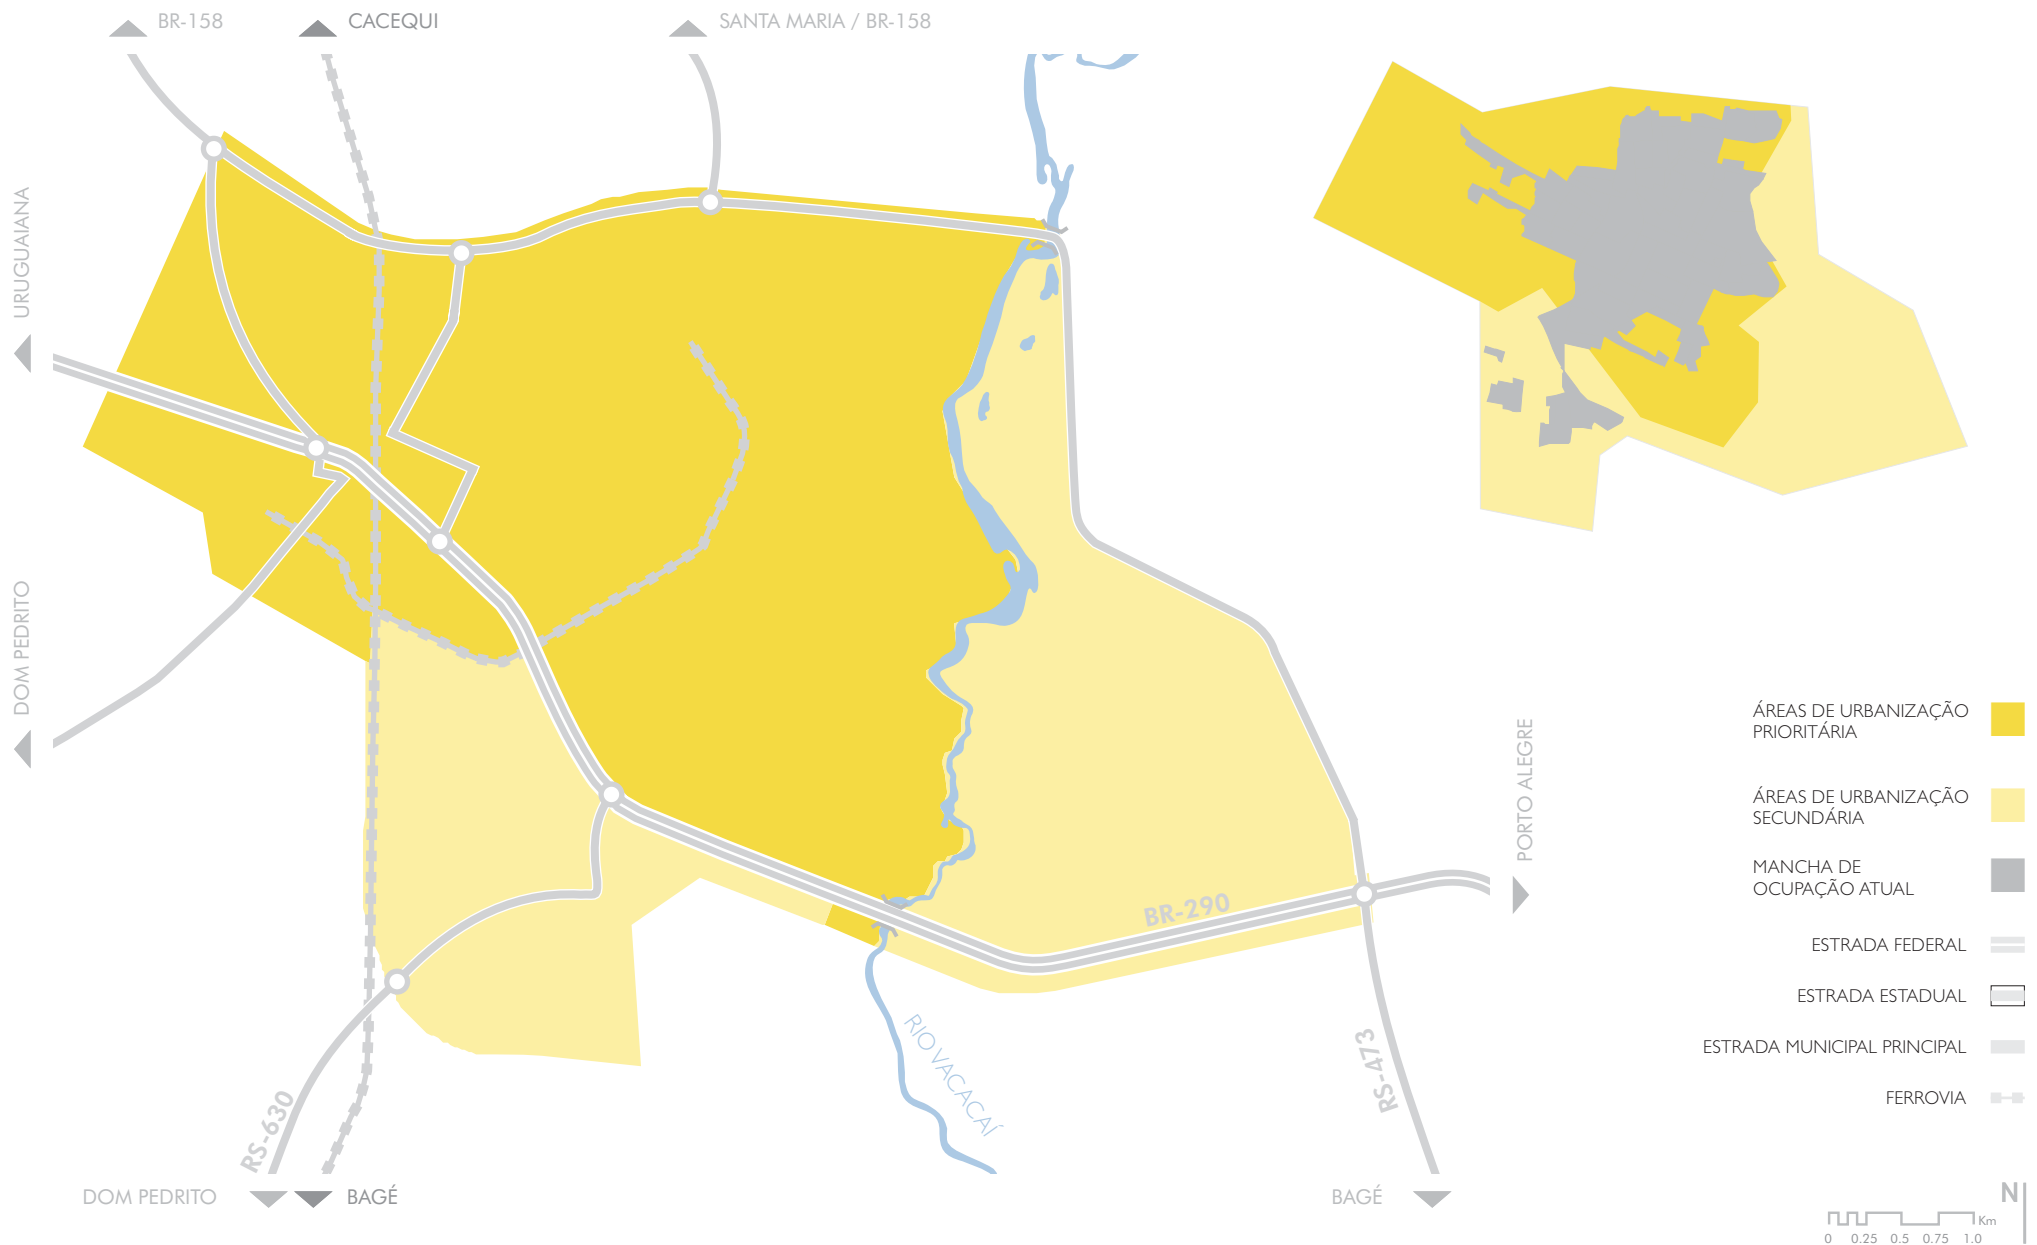 BR-158
CACEQUI
SANTA MARIA / BR-158
URUGUAIANA
DOM PEDRITO
PORTO ALEGRE
BR-290
RIO VACACAÍ
RS-473
RS-630
DOM PEDRITO
BAGÉ
BAGÉ
ÁREAS DE URBANIZAÇÃO
PRIORITÁRIA
ÁREAS DE URBANIZAÇÃO
SECUNDÁRIA
MANCHA DE
OCUPAÇÃO ATUAL
ESTRADA FEDERAL
ESTRADA ESTADUAL
ESTRADA MUNICIPAL PRINCIPAL
FERROVIA
N
Km
0 0.25 0.5 0.75 1.0